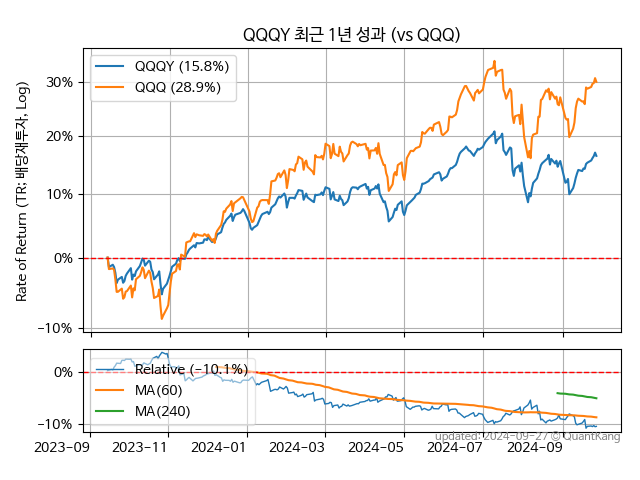 QQQY 최근 1년 성과 (vs QQQ)
QQQY (15.8%)
QQQ (28.9%)
Rate of Return (TR: 배당재투자, Log)
30%
20%
10%
0%
−10%
Relative (−10.1%)
MA(60)
MA(240)
0%
−10%
2023-09
2023-11
2024-01
2024-03
2024-05
2024-07
2024-09
updated: 2024-09-27 © QuantKang